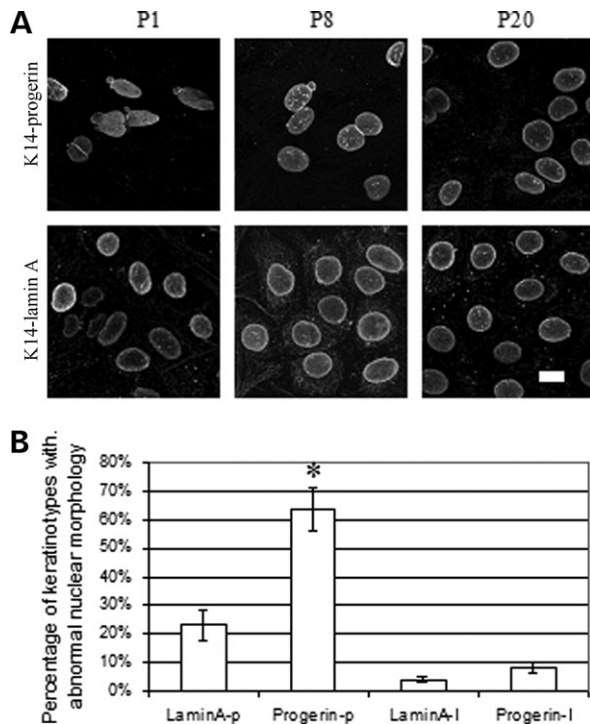 A
P1 P8 P20
K14-progerin
K14-lamin A
B
Percentage of keratinotypes with.
abnormal nuclear morphology
80%
70%
60%
50%
40%
30%
20%
10%
0%
*
LaminA-p Progerin-p LaminA-l Progerin-l